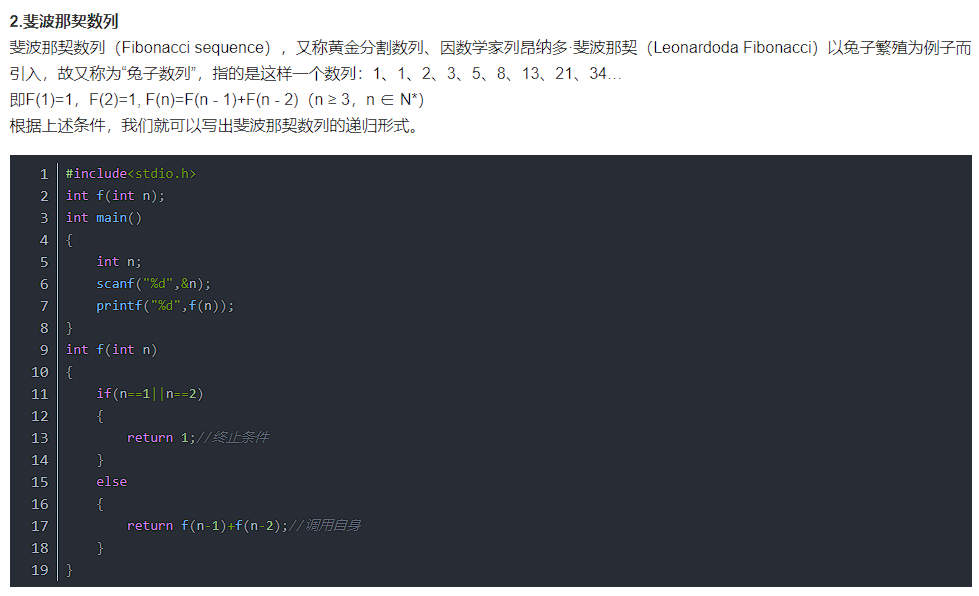 2.斐波那契数列
斐波那契数列（Fibonacci sequence），又称黄金分割数列、因数学家列昂纳多·斐波那契（Leonardoda Fibonacci）以兔子繁殖为例子而
引入，故又称为“兔子数列”，指的是这样一个数列：1、1、2、3、5、8、13、21、34…
即F(1)=1，F(2)=1, F(n)=F(n - 1)+F(n - 2)（n ≥ 3，n ∈ N*）
根据上述条件，我们就可以写出斐波那契数列的递归形式。
1 #include<stdio.h>
2 int f(int n);
3 int main()
4 {
5     int n;
6     scanf("%d",&n);
7     printf("%d",f(n));
8 }
9 int f(int n)
10 {
11     if(n==1||n==2)
12     {
13         return 1;//终止条件
14     }
15     else
16     {
17         return f(n-1)+f(n-2);//调用自身
18     }
19 }